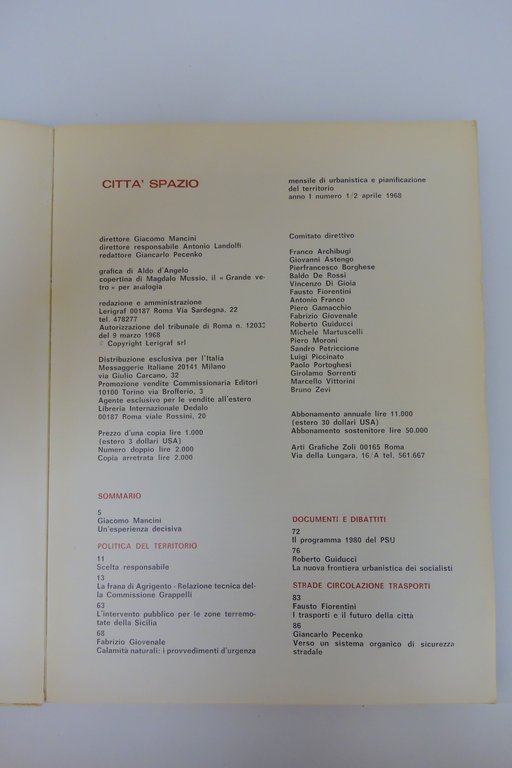 CITTA' SPAZIO
mensile di urbanistica e pianificazione
del territorio
anno I numero 1/2 aprile 1968
direttore Giacomo Mancini
direttore responsabile Antonio Landolfi
redattore Giancarlo Pecenko
grafica di Aldo d'Angelo
copertina di Magdalo Mussio, il « Grande ve-
tro » per analogia
redazione e amministrazione
Lerigraf 00187 Roma Via Sardegna, 22
tel. 478277
Autorizzazione del tribunale di Roma n. 12033
del 9 marzo 1968
© Copyright Lerigraf srl
Distribuzione esclusiva per l'Italia
Messaggerie Italiane 20141 Milano
via Giulio Carcano, 32
Promozione vendite Commissionaria Editori
10100 Torino via Brofferio, 3
Agente esclusivo per le vendite all'estero
Libreria Internazionale Dedalo
00187 Roma viale Rossini, 20
Prezzo d'una copia lire 1.000
(estero 3 dollari USA)
Numero doppio lire 2.000
Copia arretrata lire 2.000
Comitato direttivo
Franco Archibugi
Giovanni Astengo
Pierfrancesco Borghese
Baldo De Rossi
Vincenzo Di Gioia
Fausto Fiorentini
Antonio Franco
Piero Gamacchio
Fabrizio Giovenale
Roberto Guiducci
Michele Martuscelli
Piero Moroni
Sandro Petriccione
Luigi Piccinato
Paolo Portoghesi
Girolamo Sorrenti
Marcello Vittorini
Bruno Zevi
Abbonamento annuale lire 11.000
(estero 30 dollari USA)
Abbonamento sostenitore lire 50.000
Arti Grafiche Zoli 00165 Roma
Via della Lungara, 16/A tel. 561.667
SOMMARIO
5
Giacomo Mancini
Un'esperienza decisiva
POLITICA DEL TERRITORIO
11
Scelta responsabile
13
La frana di Agrigento - Relazione tecnica del-
la Commissione Grappelli
63
L'intervento pubblico per le zone terremo-
tate della Sicilia
68
Fabrizio Giovenale
Calamità naturali: i provvedimenti d'urgenza
DOCUMENTI E DIBATTITI
72
Il programma 1980 del PSU
76
Roberto Guiducci
La nuova frontiera urbanistica dei socialisti
STRADE CIRCOLAZIONE TRASPORTI
83
Fausto Fiorentini
I trasporti e il futuro della città
86
Giancarlo Pecenko
Verso un sistema organico di sicurezza
stradale